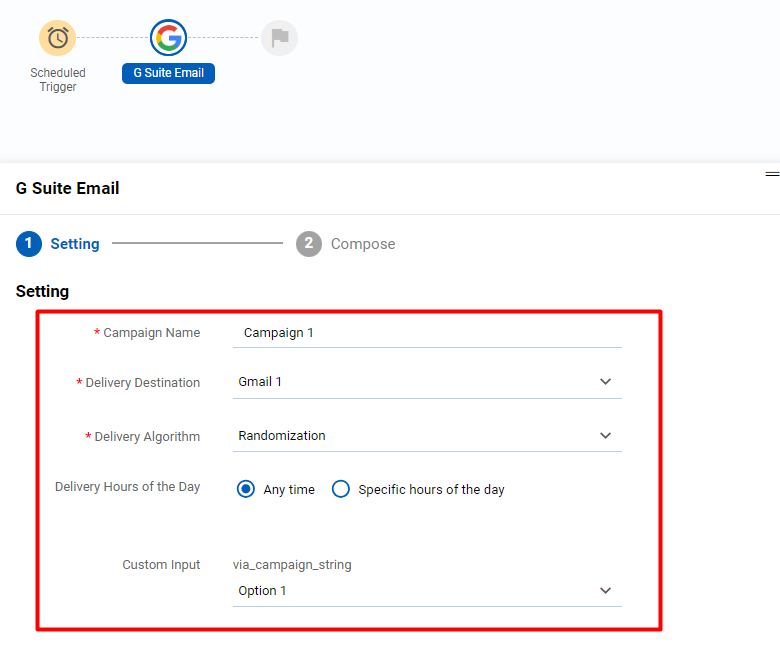 Scheduled
Trigger
G Suite Email
G Suite Email
1 Setting
2 Compose
Setting
* Campaign Name Campaign 1
* Delivery Destination Gmail 1
* Delivery Algorithm Randomization
Delivery Hours of the Day Any time Specific hours of the day
Custom Input via_campaign_string
Option 1